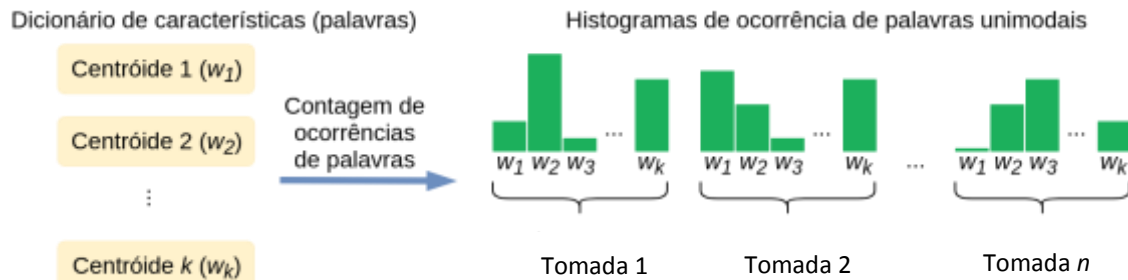 Dicionário de características (palavras)
Centróide 1 (w1)
Centróide 2 (w2)
⋮
Centróide k (wk)
Contagem de
ocorrências
de palavras
Histogramas de ocorrência de palavras unimodais
w1 w2 w3 ... wk
Tomada 1
w1 w2 w3 ... wk
Tomada 2
...
w1 w2 w3 ... wk
Tomada n